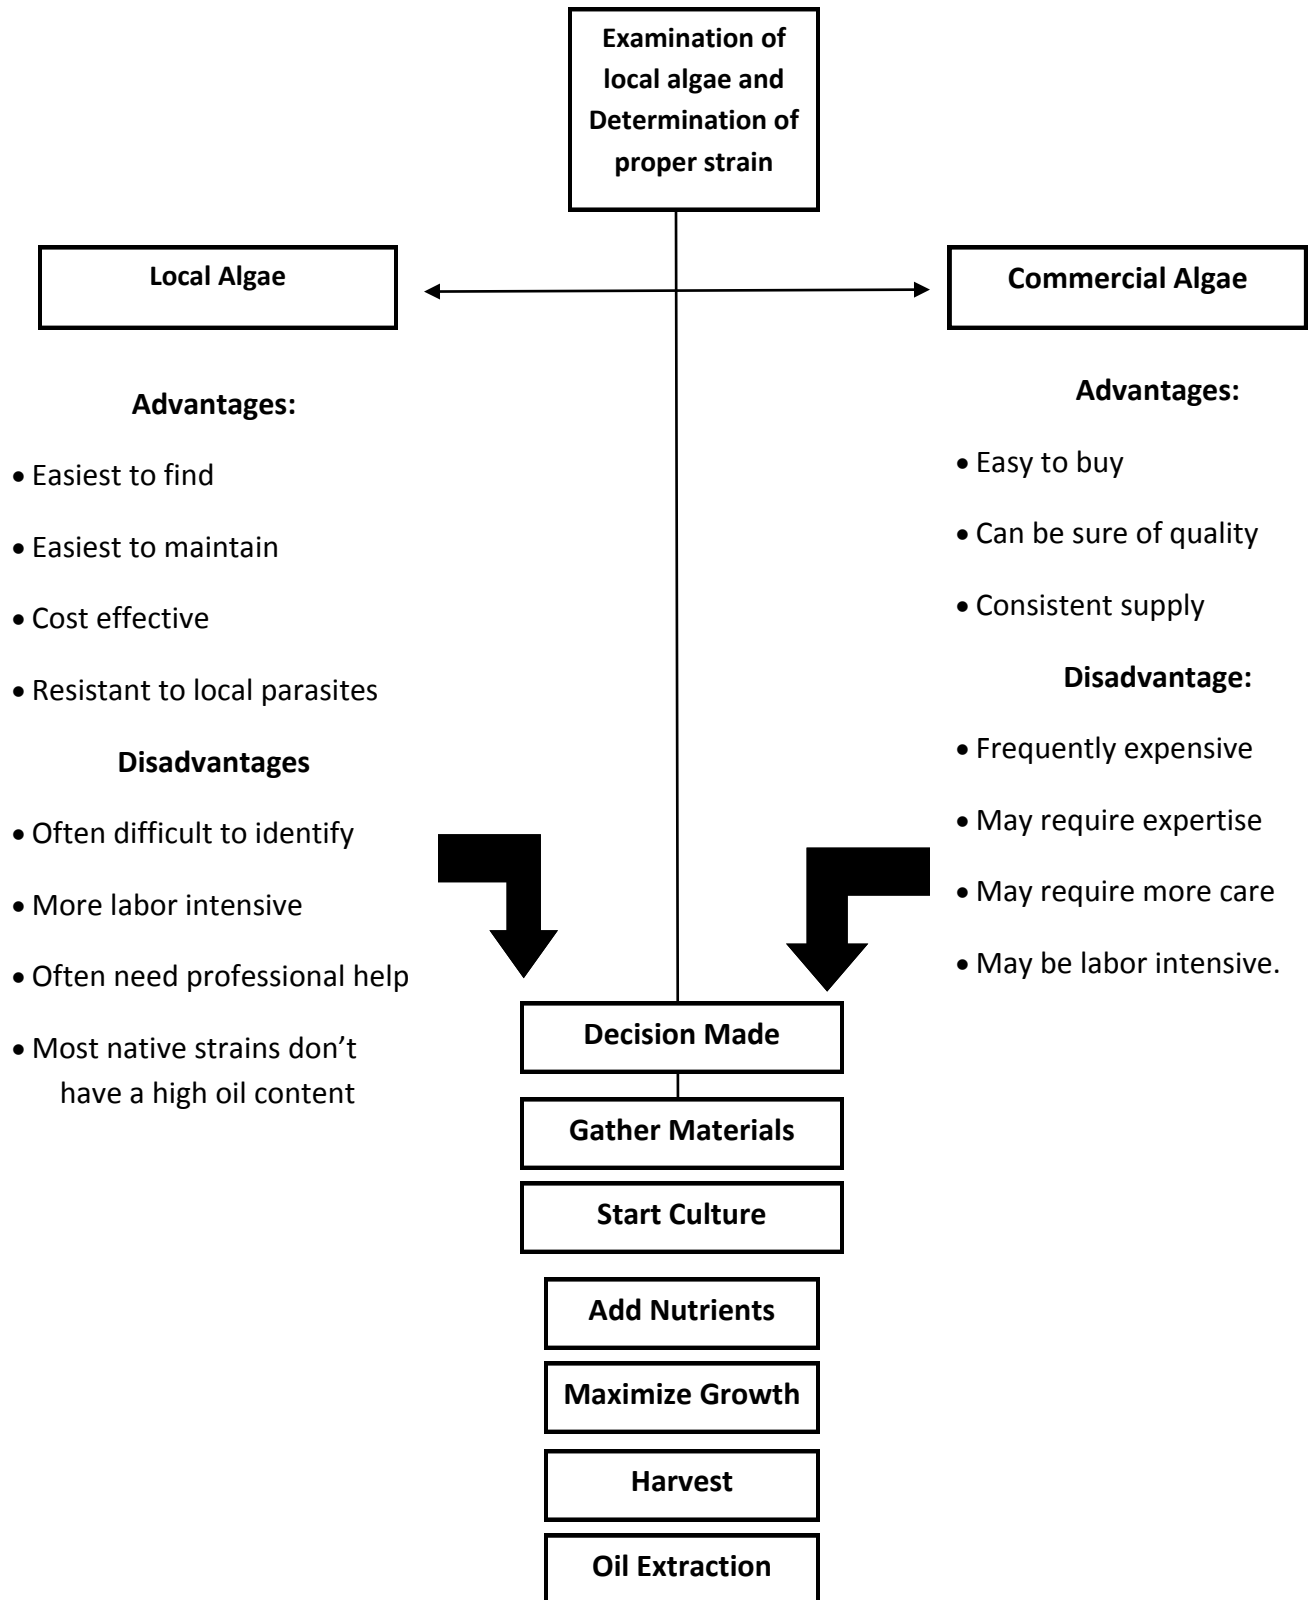 Examination of
local algae and
Determination of
proper strain
Local Algae
Commercial Algae
Advantages:
• Easiest to find
• Easiest to maintain
• Cost effective
• Resistant to local parasites
Disadvantages
• Often difficult to identify
• More labor intensive
• Often need professional help
• Most native strains don’t
have a high oil content
Advantages:
• Easy to buy
• Can be sure of quality
• Consistent supply
Disadvantage:
• Frequently expensive
• May require expertise
• May require more care
• May be labor intensive.
Decision Made
Gather Materials
Start Culture
Add Nutrients
Maximize Growth
Harvest
Oil Extraction